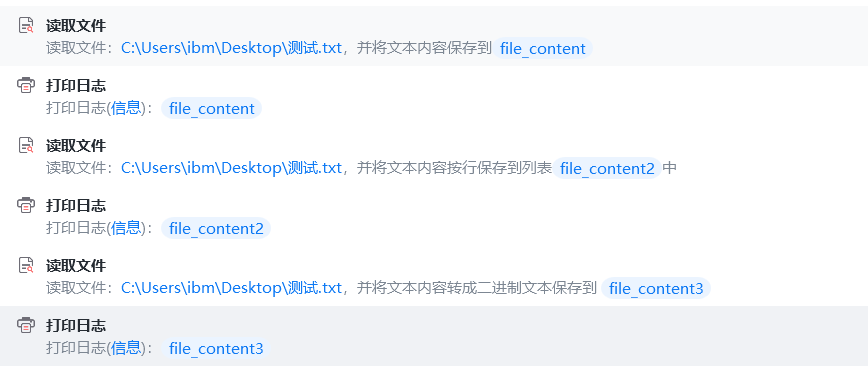 读取文件
读取文件：C:\Users\ibm\Desktop\测试.txt，并将文本内容保存到 file_content
打印日志
打印日志(信息)： file_content
读取文件
读取文件：C:\Users\ibm\Desktop\测试.txt，并将文本内容按行保存到列表 file_content2 中
打印日志
打印日志(信息)： file_content2
读取文件
读取文件：C:\Users\ibm\Desktop\测试.txt，并将文本内容转成二进制文本保存到 file_content3
打印日志
打印日志(信息)： file_content3